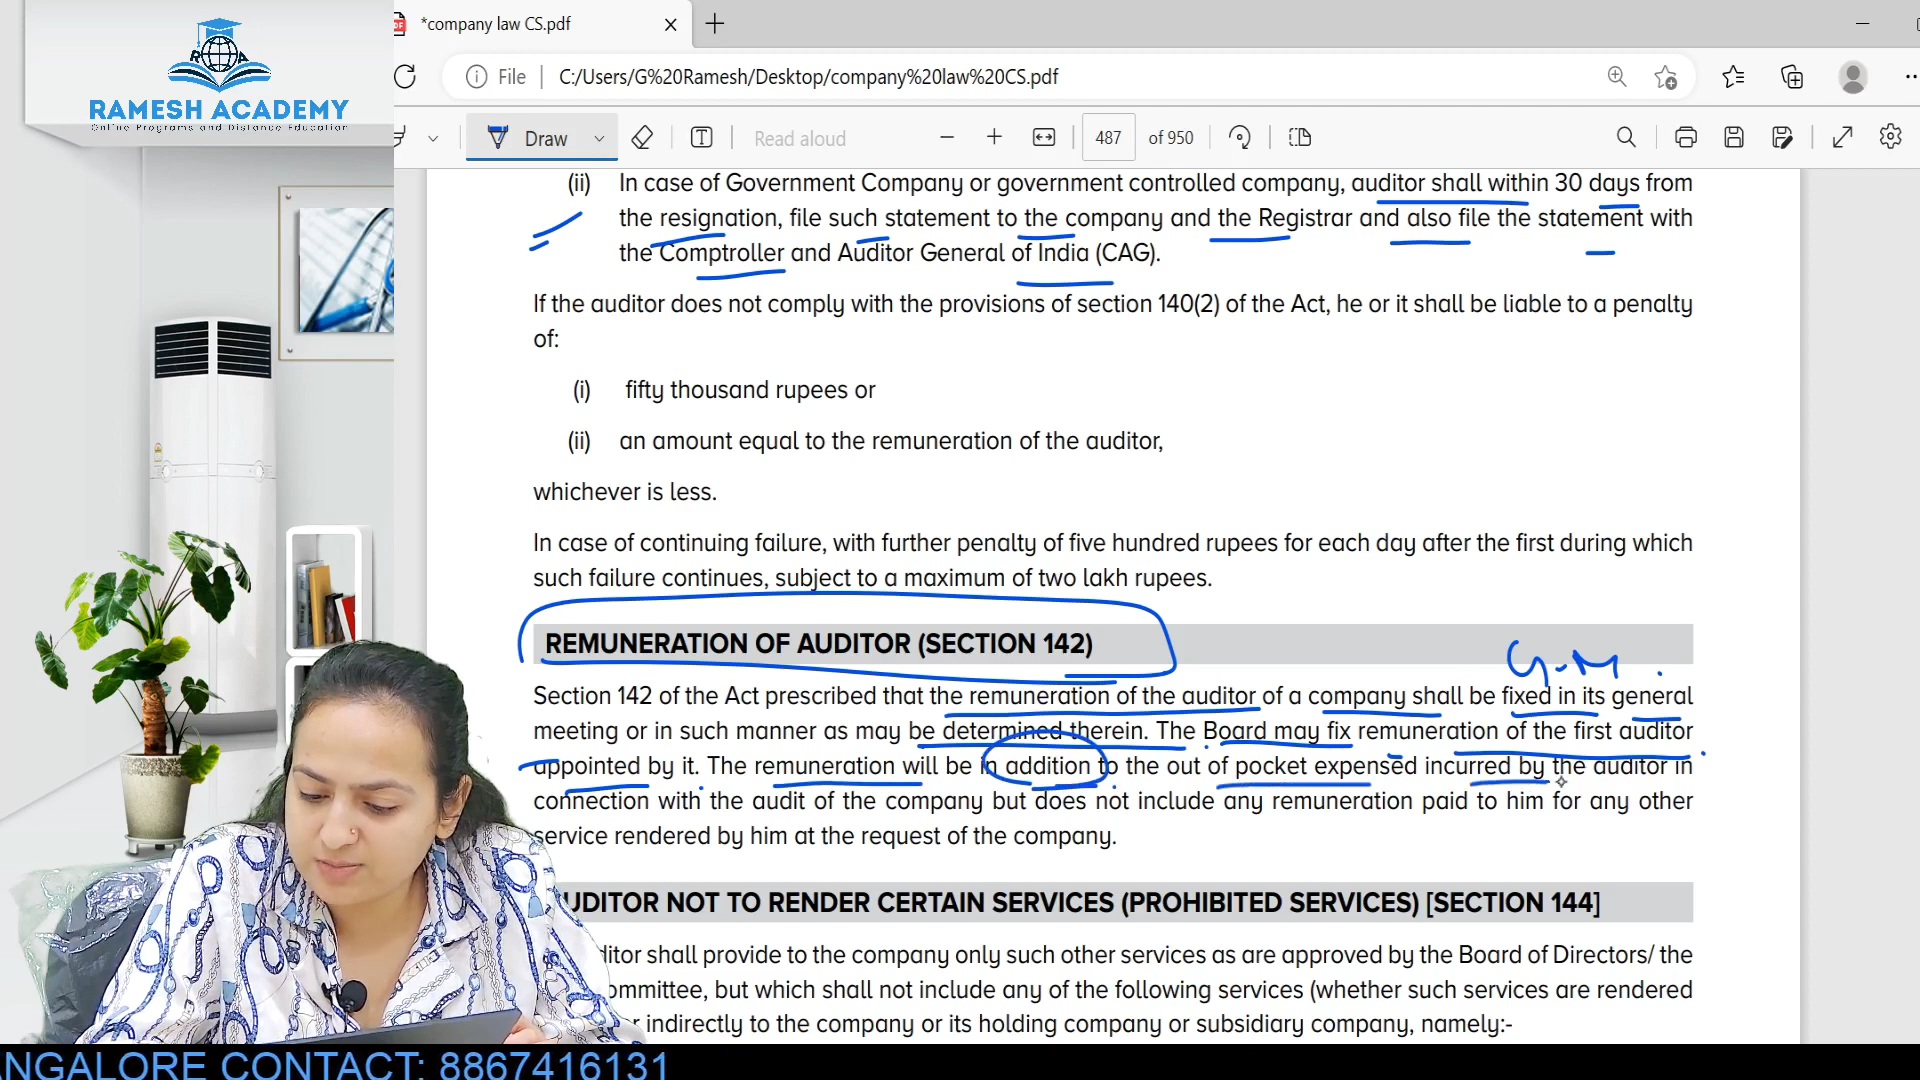 *company law CS.pdf
RAMESH ACADEMY
Online Programs and Distance Education
File
C:/Users/G%20Ramesh/Desktop/company%20law%20CS.pdf
Draw
Read aloud
487
of 950
(ii) In case of Government Company or government controlled company, auditor shall within 30 days from
the resignation, file such statement to the company and the Registrar and also file the statement with
the Comptroller and Auditor General of India (CAG).
If the auditor does not comply with the provisions of section 140(2) of the Act, he or it shall be liable to a penalty
of:
(i) fifty thousand rupees or
(ii) an amount equal to the remuneration of the auditor,
whichever is less.
In case of continuing failure, with further penalty of five hundred rupees for each day after the first during which
such failure continues, subject to a maximum of two lakh rupees.
REMUNERATION OF AUDITOR (SECTION 142)
G.M.
Section 142 of the Act prescribed that the remuneration of the auditor of a company shall be fixed in its general
meeting or in such manner as may be determined therein. The Board may fix remuneration of the first auditor
appointed by it. The remuneration will be in addition to the out of pocket expensed incurred by the auditor in
connection with the audit of the company but does not include any remuneration paid to him for any other
service rendered by him at the request of the company.
UDITOR NOT TO RENDER CERTAIN SERVICES (PROHIBITED SERVICES) [SECTION 144]
ditor shall provide to the company only such other services as are approved by the Board of Directors/ the
ommittee, but which shall not include any of the following services (whether such services are rendered
r indirectly to the company or its holding company or subsidiary company, namely:-
NGALORE CONTACT: 8867416131